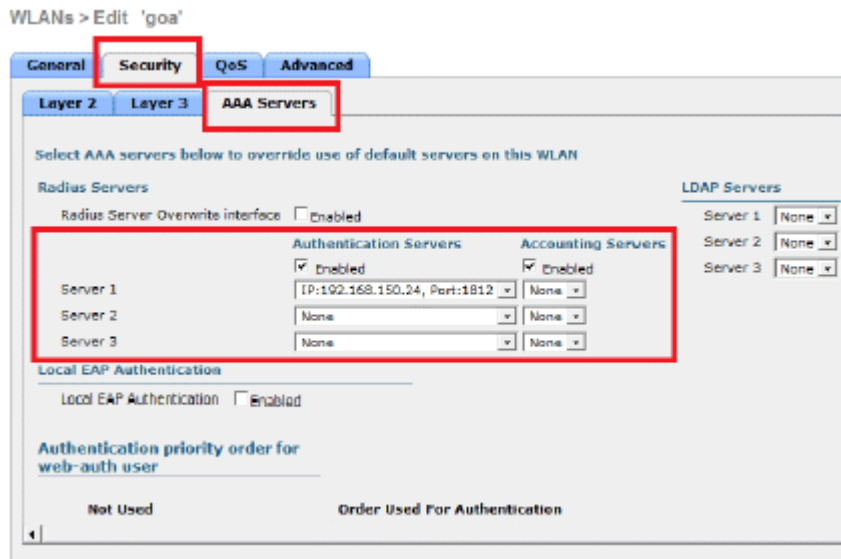 WLANs > Edit 'goa'
General Security QoS Advanced
Layer 2 Layer 3 AAA Servers
Select AAA servers below to override use of default servers on this WLAN
Radius Servers LDAP Servers
Radius Server Overwrite interface Enabled Server 1 None
Authentication Servers Accounting Servers Server 2 None
Enabled Enabled Server 3 None
Server 1 IP:192.168.150.24, Port:1812 None
Server 2 None None
Server 3 None None
Local EAP Authentication
Local EAP Authentication Enabled
Authentication priority order for
web-auth user
Not Used Order Used For Authentication